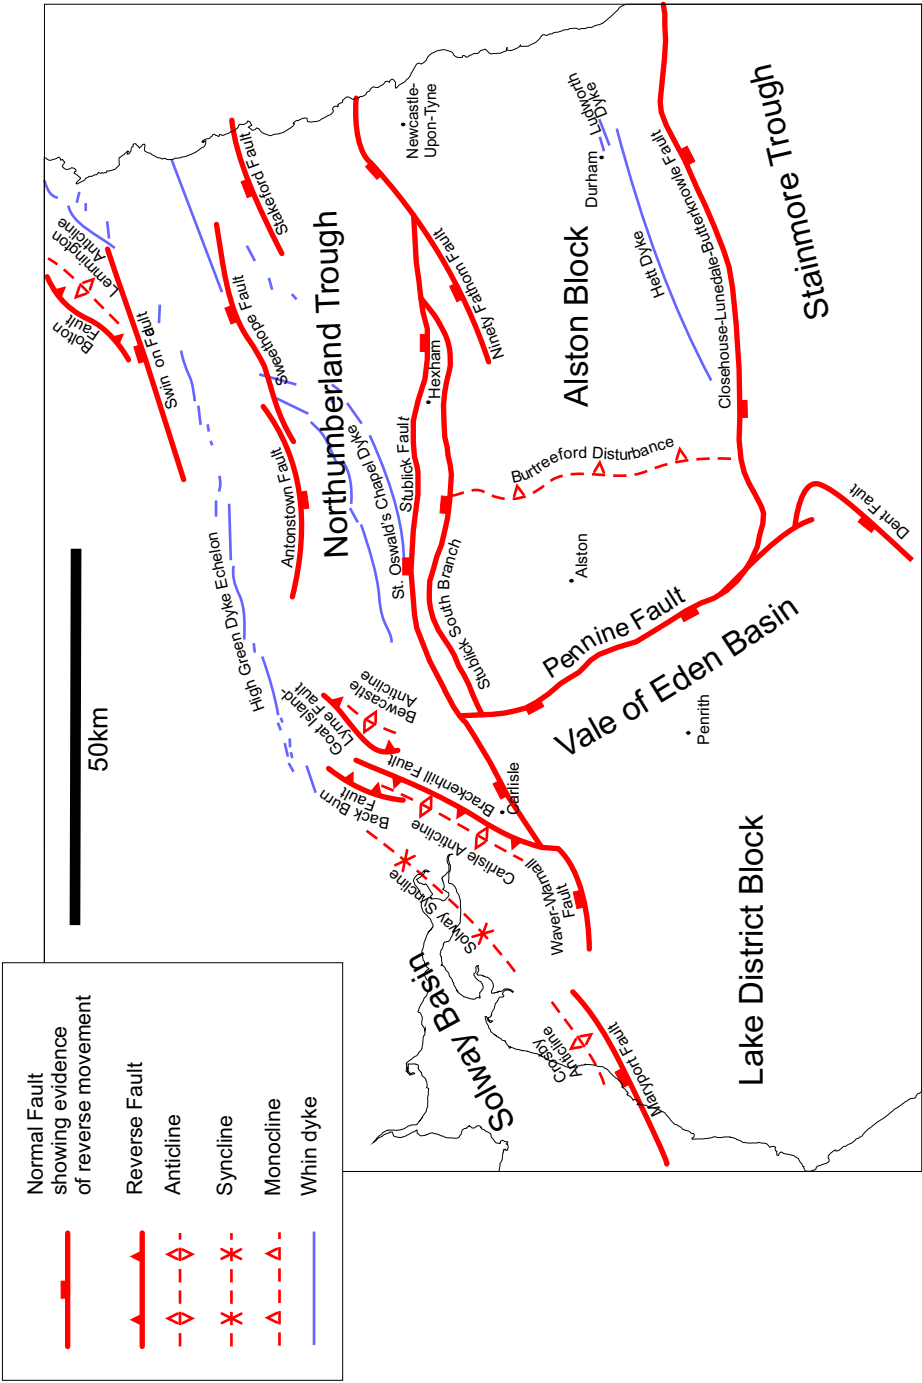 Normal Fault
showing evidence
of reverse movement
Reverse Fault
Anticline
Syncline
Monocline
Whin dyke
50km
Bolton
Fault
Lemmington
Anticline
Swin on Fault
High Green Dyke Echelon
Stakeford Fault
Sweethope Fault
Antonstown Fault
Northumberland Trough
St. Oswald's Chapel Dyke
Stublick Fault
Hexham
Newcastle-
Upon-Tyne
Ninety Fathom Fault
Stublick South Branch
Goat Island-
Lyme Fault
Bewcastle
Anticline
Back Burn
Fault
Brackenhill Fault
Carlisle Anticline
Carlisle
Solway Syncline
Solway Basin
Waver-Warnall
Fault
Crosby
Anticline
Maryport Fault
Lake District Block
Penrith
Vale of Eden Basin
Pennine Fault
Alston
Burtreeford Disturbance
Alston Block
Durham
Ludworth
Dyke
Hett Dyke
Closehouse-Lunedale-Butterknowle Fault
Stainmore Trough
Dent Fault